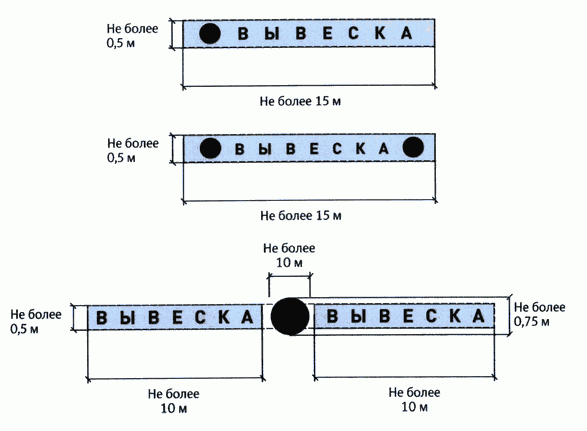 Не более
0,5 м
В Ы В Е С К А
Не более 15 м
Не более
0,5 м
В Ы В Е С К А
Не более 15 м
Не более
10 м
Не более
0,5 м
В Ы В Е С К А
В Ы В Е С К А
Не более
0,75 м
Не более
10 м
Не более
10 м